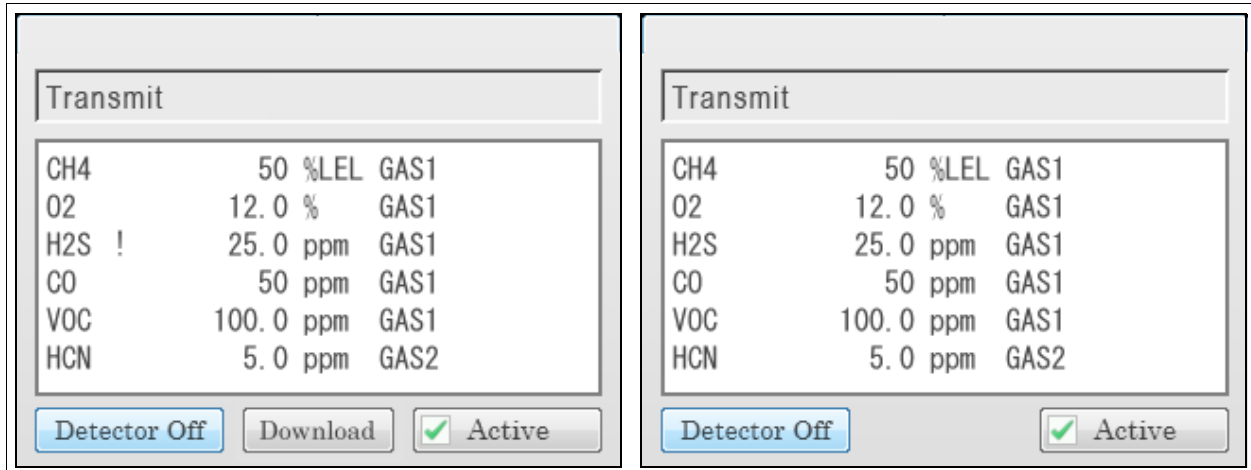 Transmit
CH4 50 %LEL GAS1
O2 12.0 % GAS1
H2S ! 25.0 ppm GAS1
CO 50 ppm GAS1
VOC 100.0 ppm GAS1
HCN 5.0 ppm GAS2
Detector Off Download Active
Transmit
CH4 50 %LEL GAS1
O2 12.0 % GAS1
H2S 25.0 ppm GAS1
CO 50 ppm GAS1
VOC 100.0 ppm GAS1
HCN 5.0 ppm GAS2
Detector Off Active